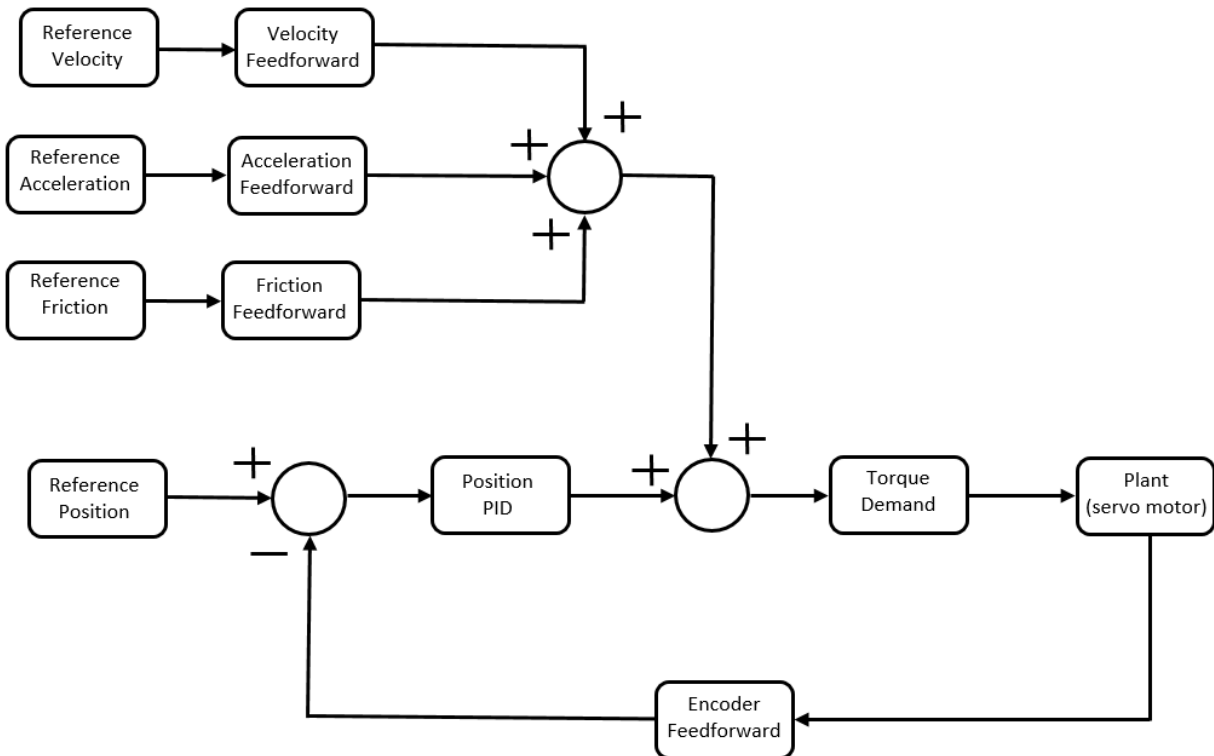 Reference
Velocity
Velocity
Feedforward
+
Reference
Acceleration
Acceleration
Feedforward
+
+
Reference
Friction
Friction
Feedforward
Reference
Position
+
−
Position
PID
+
+
Torque
Demand
Plant
(servo motor)
Encoder
Feedforward